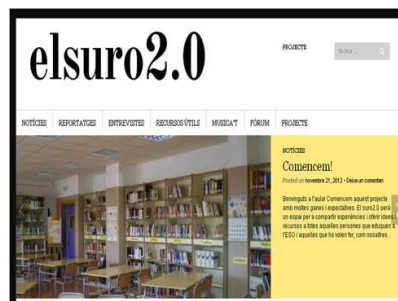 elsuro2.0
PROJECTE
NOTÍCIES REPORTATGES ENTREVISTES RECURSOS ÚTILS MUSICA'T FÒRUM PROJECTE
NOTÍCIES
Comencem!
Posted on novembre 21, 2012 • Deixa un comentari
Benvinguts a l'aula! Comencem aquest projecte
amb moltes ganes i expectatives. El suro2.0 serà
un espai per a compartir experiències i oferir idees i
recursos a totes aquelles persones que eduquen a
l'ESO i aquelles que ho volen fer, com nosaltres.